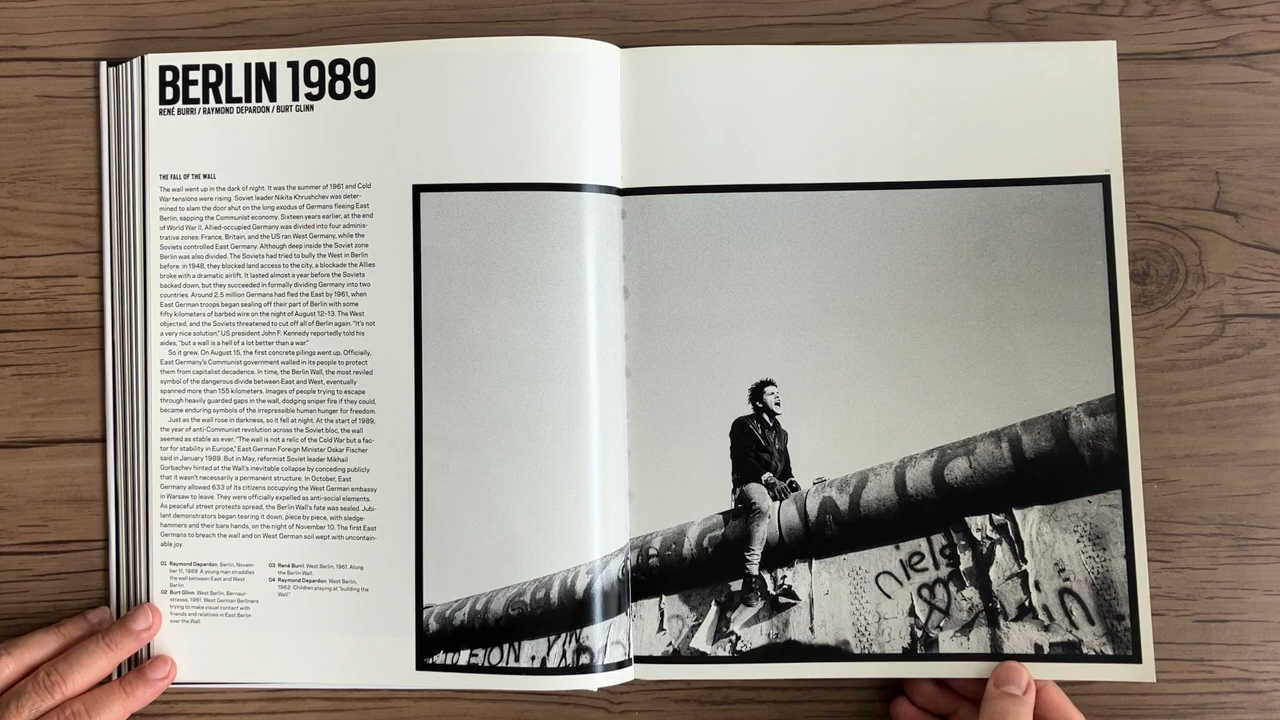 BERLIN 1989
RENÉ BURRI / RAYMOND DEPARDON / BURT GLINN
THE FALL OF THE WALL
The wall went up in the dark of night. It was the summer of 1961 and Cold
War tensions were rising. Soviet leader Nikita Khrushchev was deter-
mined to slam the door shut on the long exodus of Germans fleeing East
Berlin, sapping the Communist economy. Sixteen years earlier, at the end
of World War II, Allied-occupied Germany was divided into four adminis-
trative zones: France, Britain, and the US ran West Germany, while the
Soviets controlled East Germany. Although deep inside the Soviet zone
Berlin was also divided. The Soviets had tried to bully the West in Berlin
before: in 1948, they blocked land access to the city, a blockade the Allies
broke with a dramatic airlift. It lasted almost a year before the Soviets
backed down, but they succeeded in formally dividing Germany into two
countries. Around 2.5 million Germans had fled the East by 1961, when
East German troops began sealing off their part of Berlin with some
fifty kilometers of barbed wire on the night of August 12-13. The West
objected, and the Soviets threatened to cut off all of Berlin again. "It's not
a very nice solution," US president John F. Kennedy reportedly told his
aides, "but a wall is a hell of a lot better than a war."
So it grew. On August 15, the first concrete pilings went up. Officially,
East Germany's Communist government walled in its people to protect
them from capitalist decadence. In time, the Berlin Wall, the most reviled
symbol of the dangerous divide between East and West, eventually
spanned more than 155 kilometers. Images of people trying to escape
through heavily guarded gaps in the wall, dodging sniper fire if they could,
became enduring symbols of the irrepressible human hunger for freedom.
Just as the wall rose in darkness, so it fell at night. At the start of 1989,
the year of anti-Communist revolution across the Soviet bloc, the wall
seemed as stable as ever. "The wall is not a relic of the Cold War but a fac-
tor for stability in Europe," East German Foreign Minister Oskar Fischer
said in January 1989. But in May, reformist Soviet leader Mikhail
Gorbachev hinted at the Wall's inevitable collapse by conceding publicly
that it wasn't necessarily a permanent structure. In October, East
Germany allowed 633 of its citizens occupying the West German embassy
in Warsaw to leave. They were officially expelled as anti-social elements.
As peaceful street protests spread, the Berlin Wall's fate was sealed. Jubi-
lant demonstrators began tearing it down, piece by piece, with sledge-
hammers and their bare hands, on the night of November 10. The first East
Germans to breach the wall and on West German soil wept with uncontain-
able joy.
01 Raymond Depardon. Berlin, Novem-
ber 11, 1989. A young man straddles
the wall between East and West
Berlin.
02 Burt Glinn. West Berlin, Bernaur-
strasse, 1961. West German Berliners
trying to make visual contact with
friends and relatives in East Berlin
over the Wall.
03 René Burri. West Berlin, 1961. Along
the Berlin Wall.
04 Raymond Depardon. West Berlin,
1962. Children playing at "building the
Wall."
niels